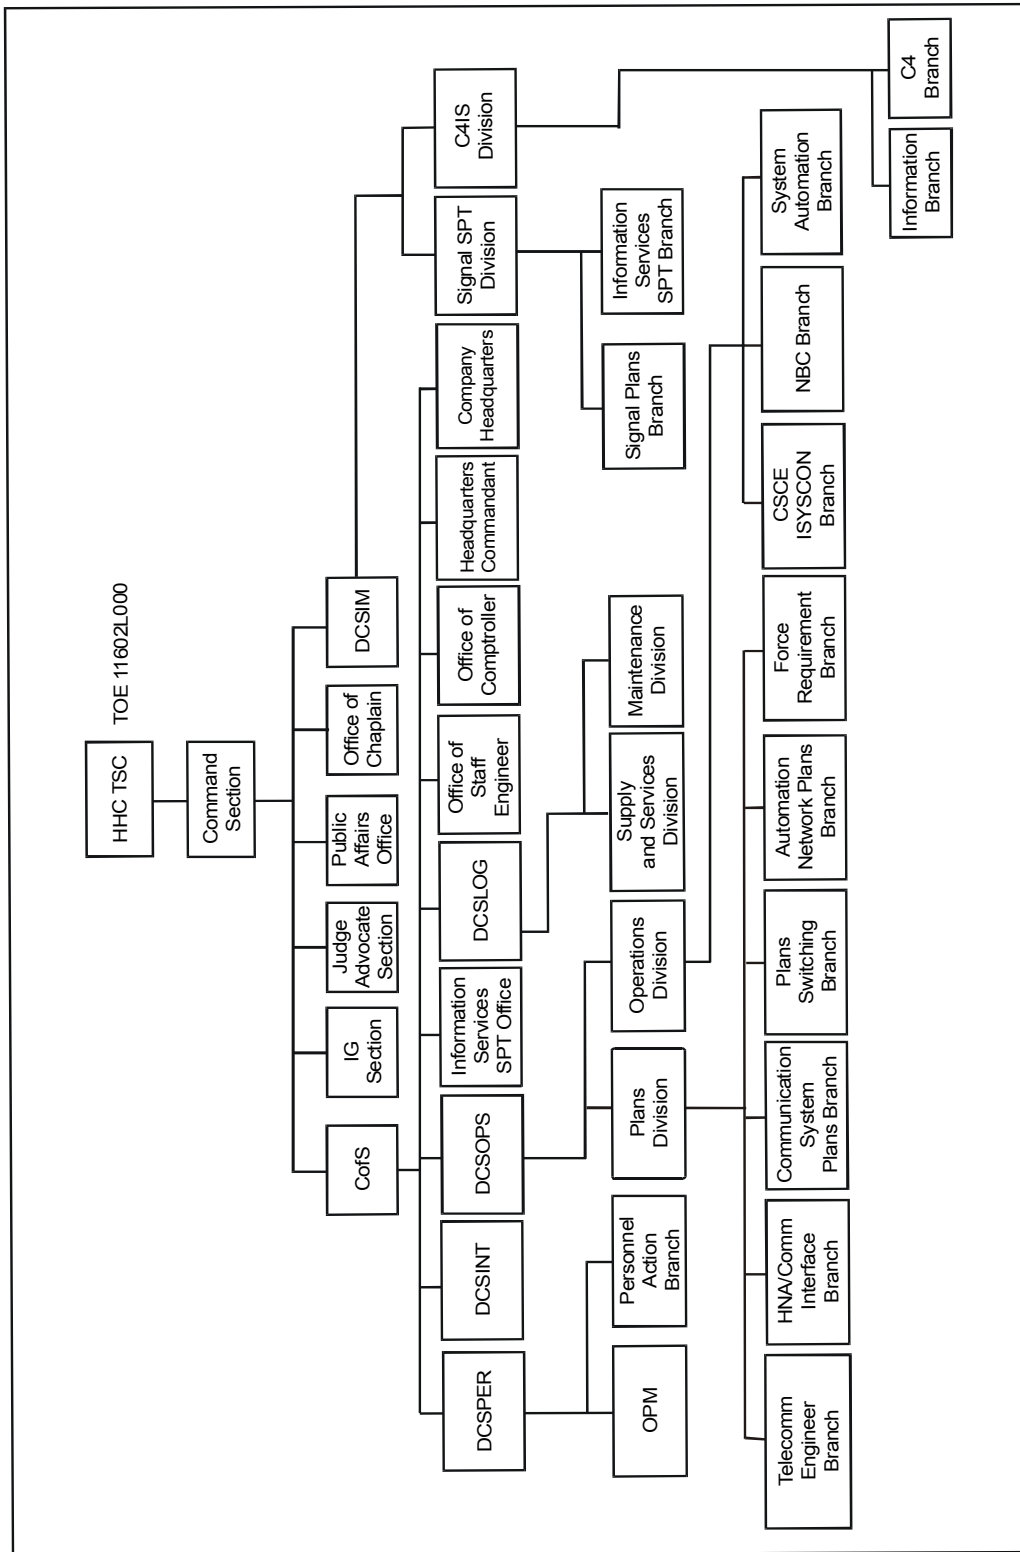 HHC TSC
TOE 11602L000
Command
Section
CofS
IG
Section
Judge
Advocate
Section
Public
Affairs
Office
Office of
Chaplain
DCSIM
DCSPER
DCSINT
DCSOPS
Information
Services
SPT Office
DCSLOG
Office of
Staff
Engineer
Office of
Comptroller
Headquarters
Commandant
Company
Headquarters
Signal SPT
Division
C4IS
Division
OPM
Personnel
Action
Branch
Plans
Division
Operations
Division
Supply
and Services
Division
Maintenance
Division
Signal Plans
Branch
Information
Services
SPT Branch
Telecomm
Engineer
Branch
HNA/Comm
Interface
Branch
Communication
System
Plans Branch
Plans
Switching
Branch
Automation
Network Plans
Branch
Force
Requirement
Branch
CSCE
ISYSCON
Branch
NBC Branch
System
Automation
Branch
Information
Branch
C4
Branch